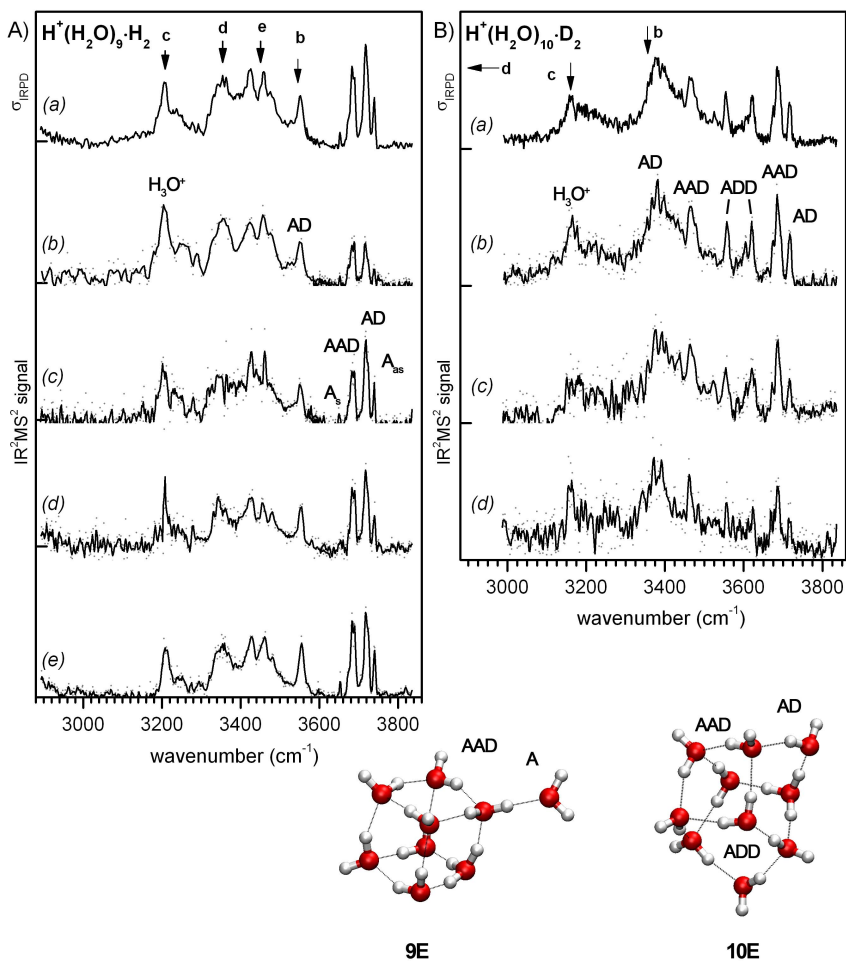 A) H⁺(H₂O)₉·H₂
c d e b
σIRPD
(a)
H₃O⁺
AD
(b)
AD
AAD
Aₐₛ
Aₛ
(c)
IR²MS² signal
(d)
(e)
3000 3200 3400 3600 3800
wavenumber (cm⁻¹)
B) H⁺(H₂O)₁₀·D₂
b
d
c
σIRPD
(a)
AD AAD ADD AAD
H₃O⁺
AD
(b)
(c)
IR²MS² signal
(d)
3000 3200 3400 3600 3800
wavenumber (cm⁻¹)
AAD A
9E
AAD AD
ADD
10E